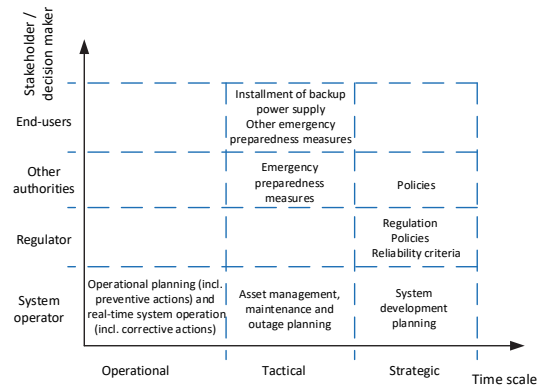 Stakeholder /
decision maker
End-users
Installment of backup
power supply
Other emergency
preparedness measures
Other
authorities
Emergency
preparedness
measures
Policies
Regulator
Regulation
Policies
Reliability criteria
System
operator
Operational planning (incl.
preventive actions) and
real-time system operation
(incl. corrective actions)
Asset management,
maintenance and
outage planning
System
development
planning
Operational
Tactical
Strategic
Time scale